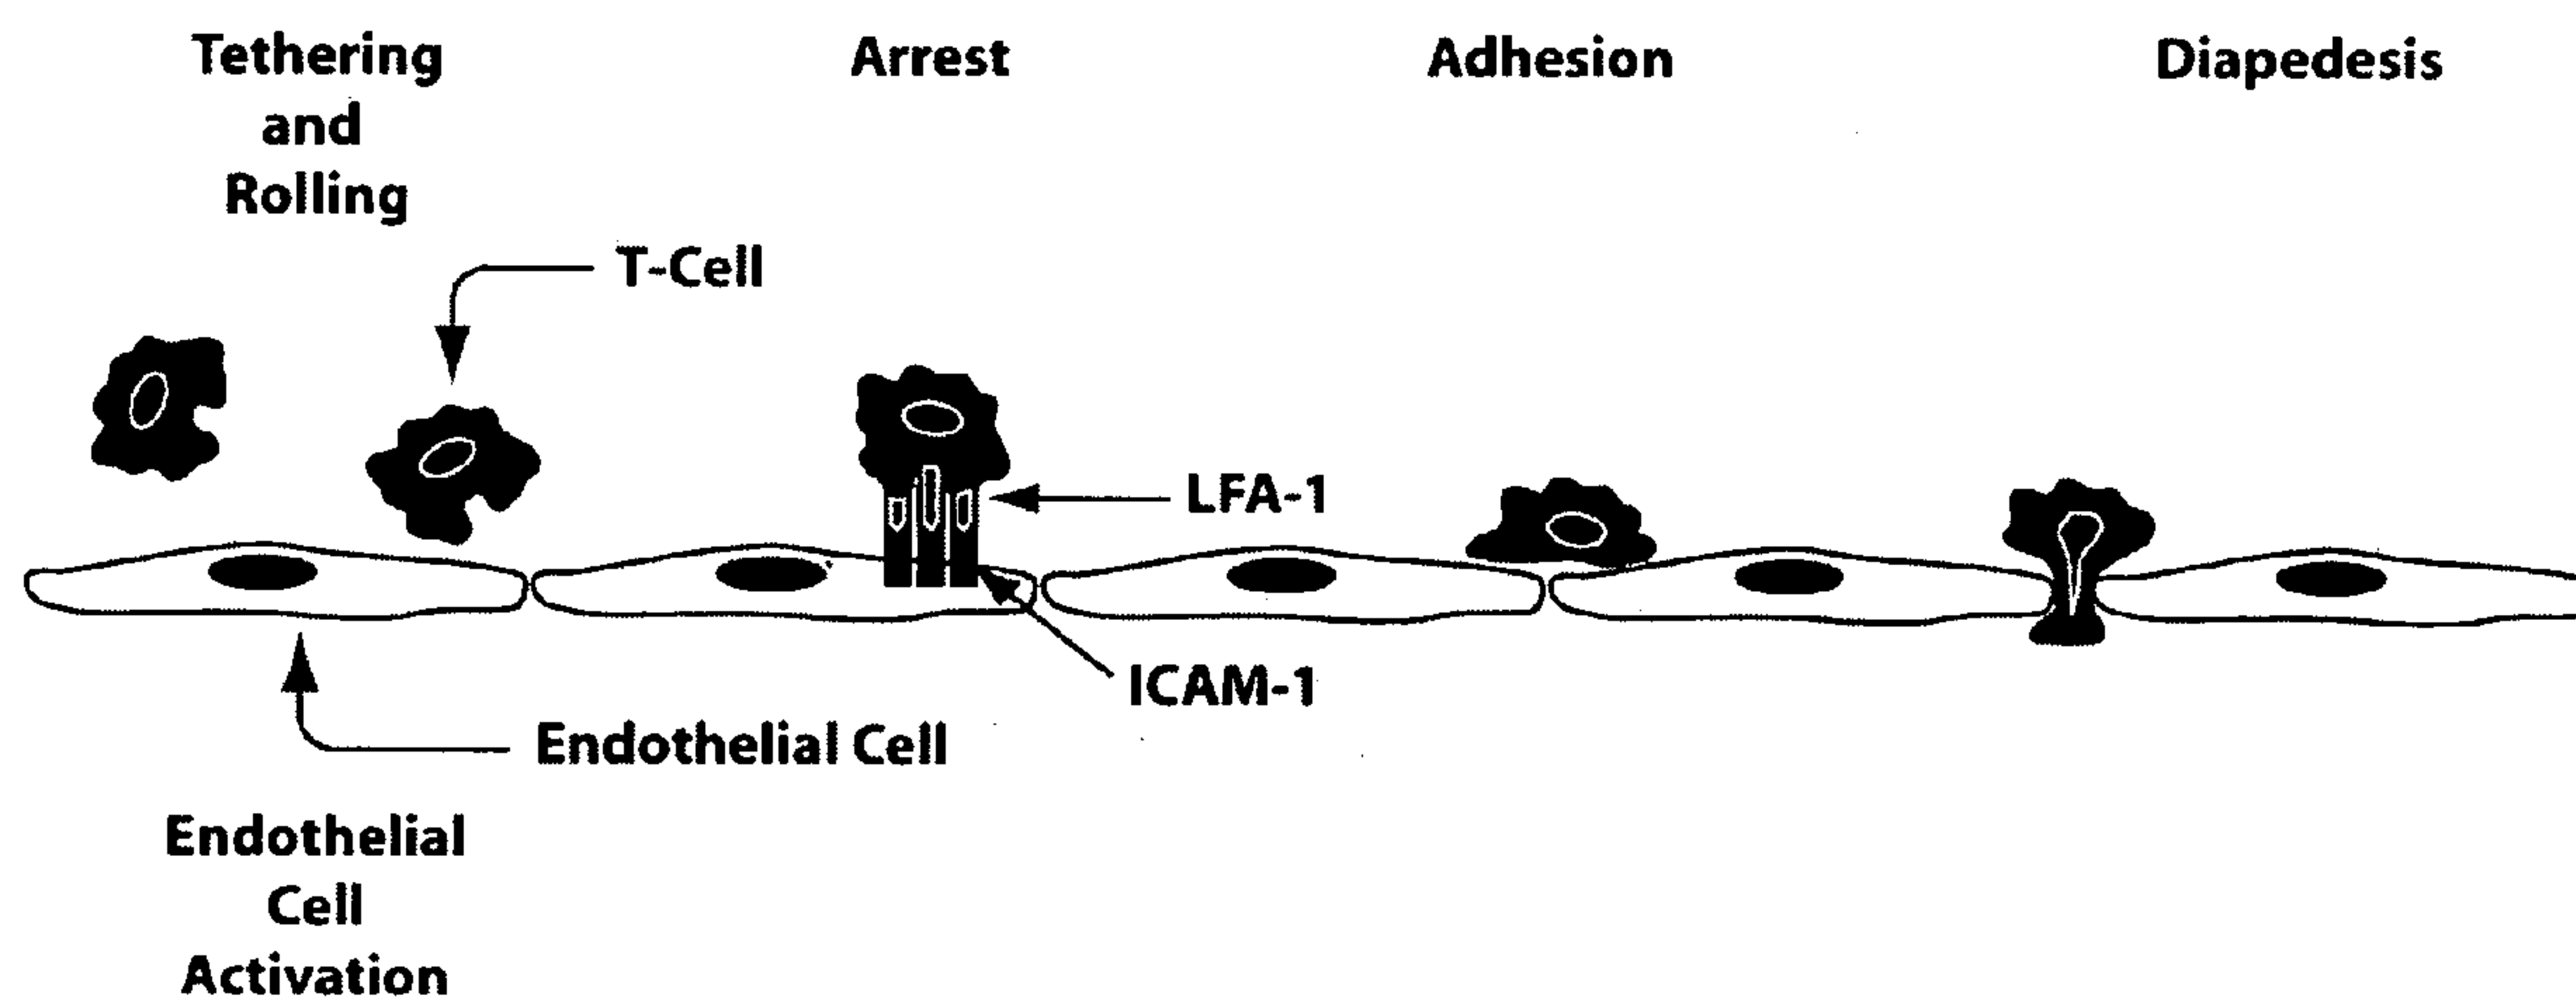 Tethering
and
Rolling
Arrest
Adhesion
Diapedesis
T-Cell
LFA-1
ICAM-1
Endothelial Cell
Endothelial
Cell
Activation